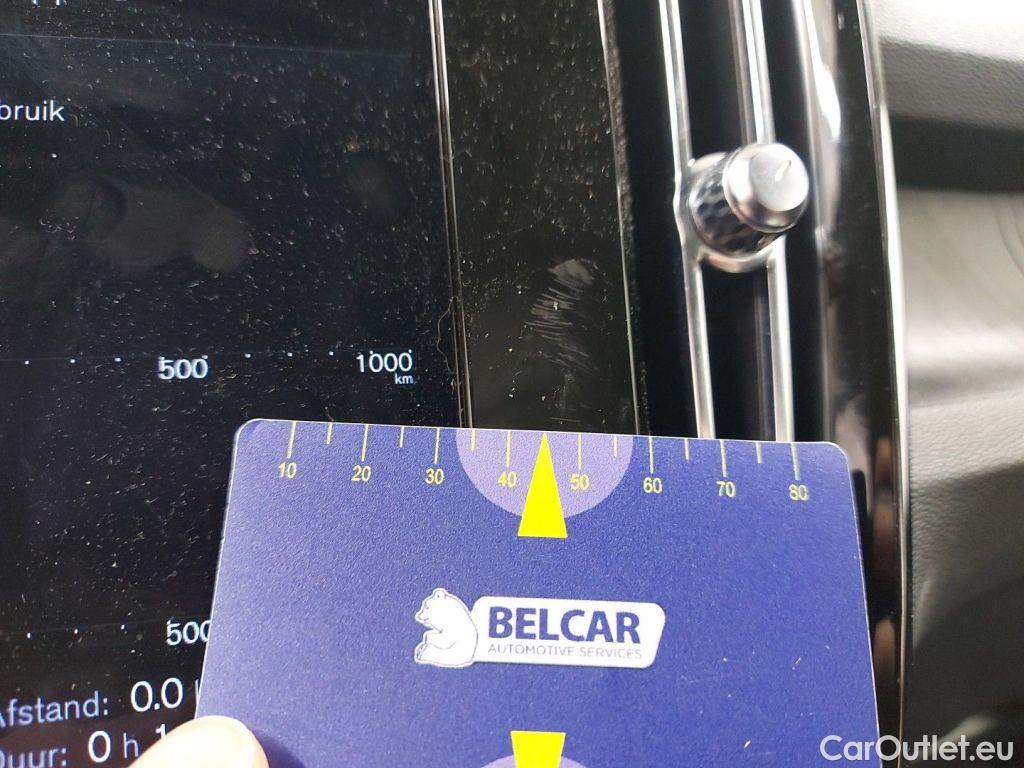 bruik
500 1000
km
10 20 30 40 50 60 70 80
BELCAR
AUTOMOTIVE SERVICES
500
Afstand: 0.0
Duur: 0 h
CarOutlet.eu